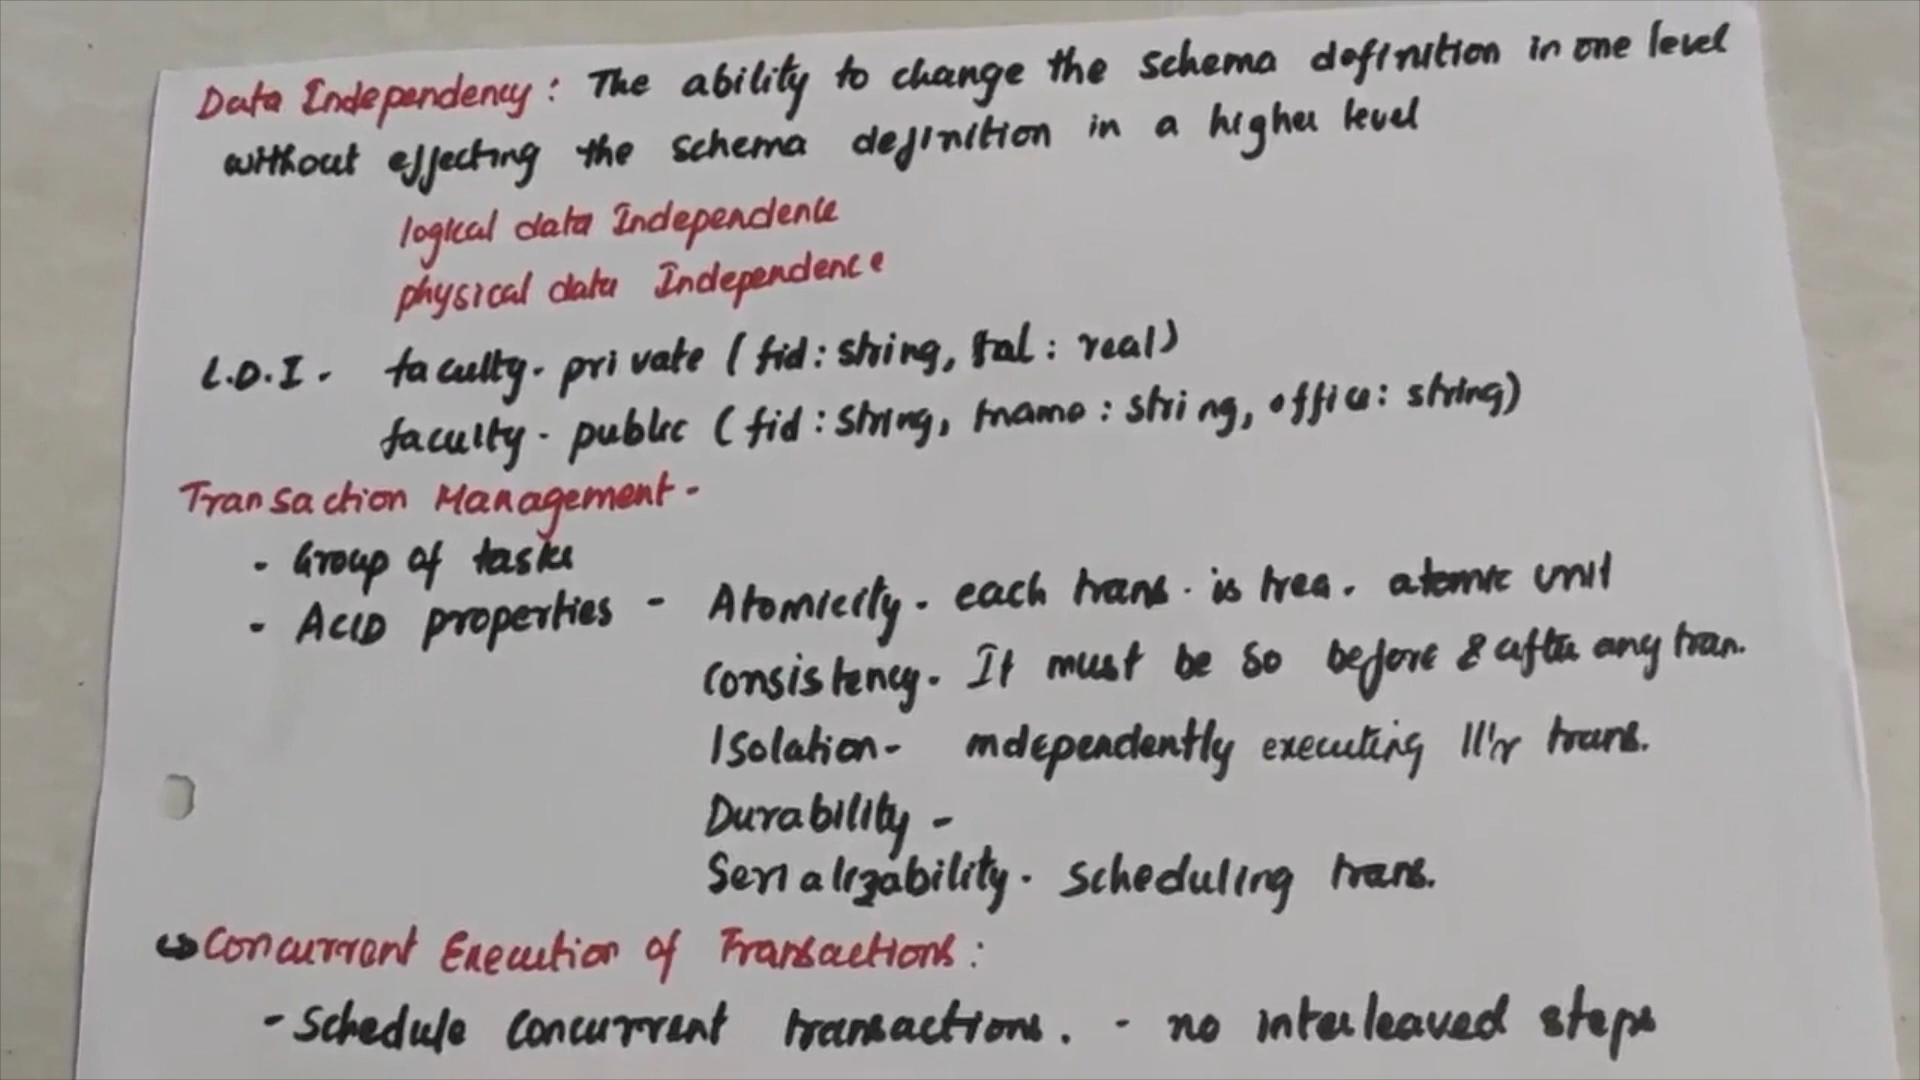 Data Independency: The ability to change the schema definition in one level
without effecting the schema definition in a higher level
logical data Independence
physical data Independence
L.D.I. faculty. private (fid: string, sal: real)
faculty. public (fid: string, fname: string, office: string)
Transaction Management -
- Group of tasks
- ACID properties - Atomicity. each trans. is trea. atomic unit
Consistency. It must be so before & after any tran.
Isolation- independently executing ll'r trans.
Durability -
Serializability. scheduling trans.
↪ Concurrent Execution of Transactions:
- Schedule concurrent transactions. - no interleaved steps